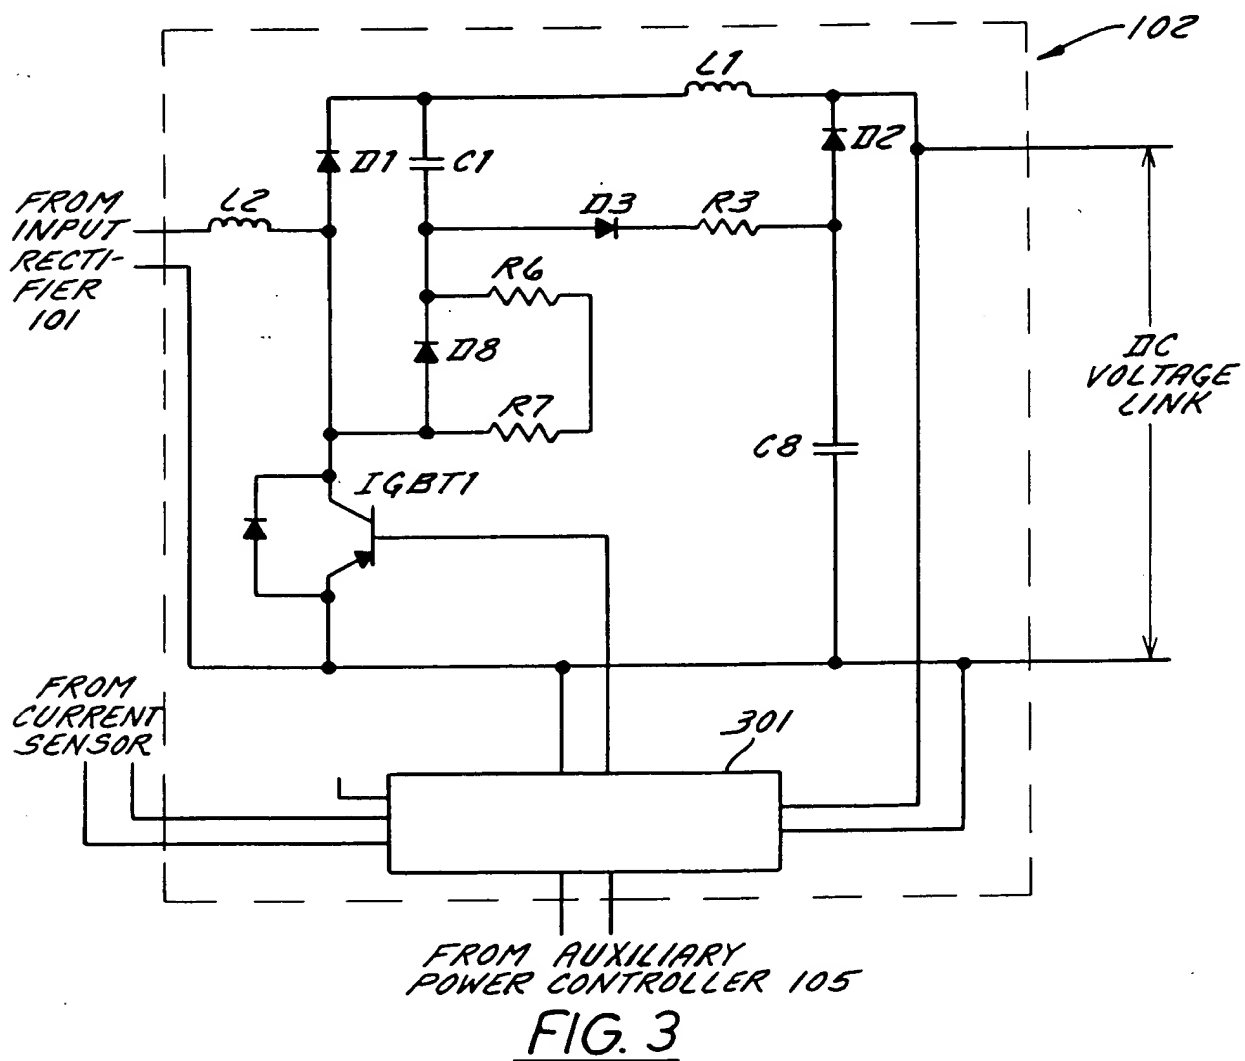 102
L1
D1
C1
D2
L2
D3
R3
FROM
INPUT
RECTI-
FIER
101
R6
D8
R7
DC
VOLTAGE
LINK
C8
IGBT1
FROM
CURRENT
SENSOR
301
FROM AUXILIARY
POWER CONTROLLER 105
FIG. 3